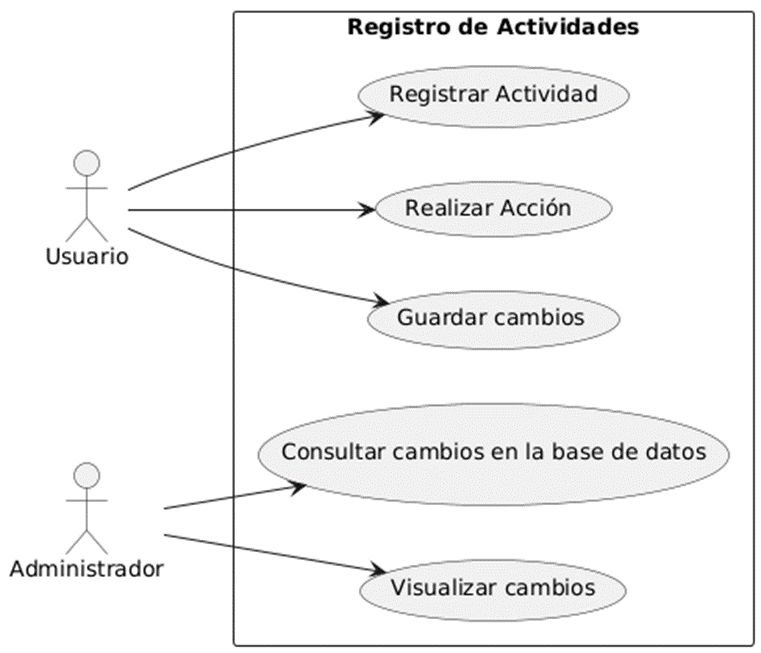 Registro de Actividades
Registrar Actividad
Realizar Acción
Usuario
Guardar cambios
Consultar cambios en la base de datos
Administrador
Visualizar cambios